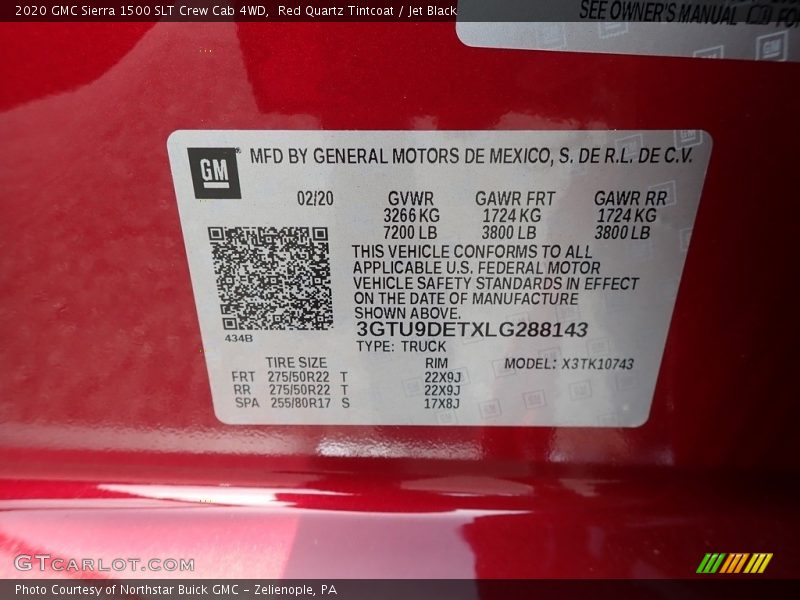 2020 GMC Sierra 1500 SLT Crew Cab 4WD,  Red Quartz Tintcoat / Jet Black
SEE OWNER'S MANUAL
GM
MFD BY GENERAL MOTORS DE MEXICO, S. DE R.L. DE C.V.
02/20 GVWR GAWR FRT GAWR RR
3266 KG 1724 KG 1724 KG
7200 LB 3800 LB 3800 LB
THIS VEHICLE CONFORMS TO ALL
APPLICABLE U.S. FEDERAL MOTOR
VEHICLE SAFETY STANDARDS IN EFFECT
ON THE DATE OF MANUFACTURE
SHOWN ABOVE.
3GTU9DETXLG288143
434B
TYPE: TRUCK
TIRE SIZE RIM MODEL: X3TK10743
FRT 275/50R22 T 22X9J
RR 275/50R22 T 22X9J
SPA 255/80R17 S 17X8J
GTCARLOT.COM
Photo Courtesy of Northstar Buick GMC – Zelienople, PA